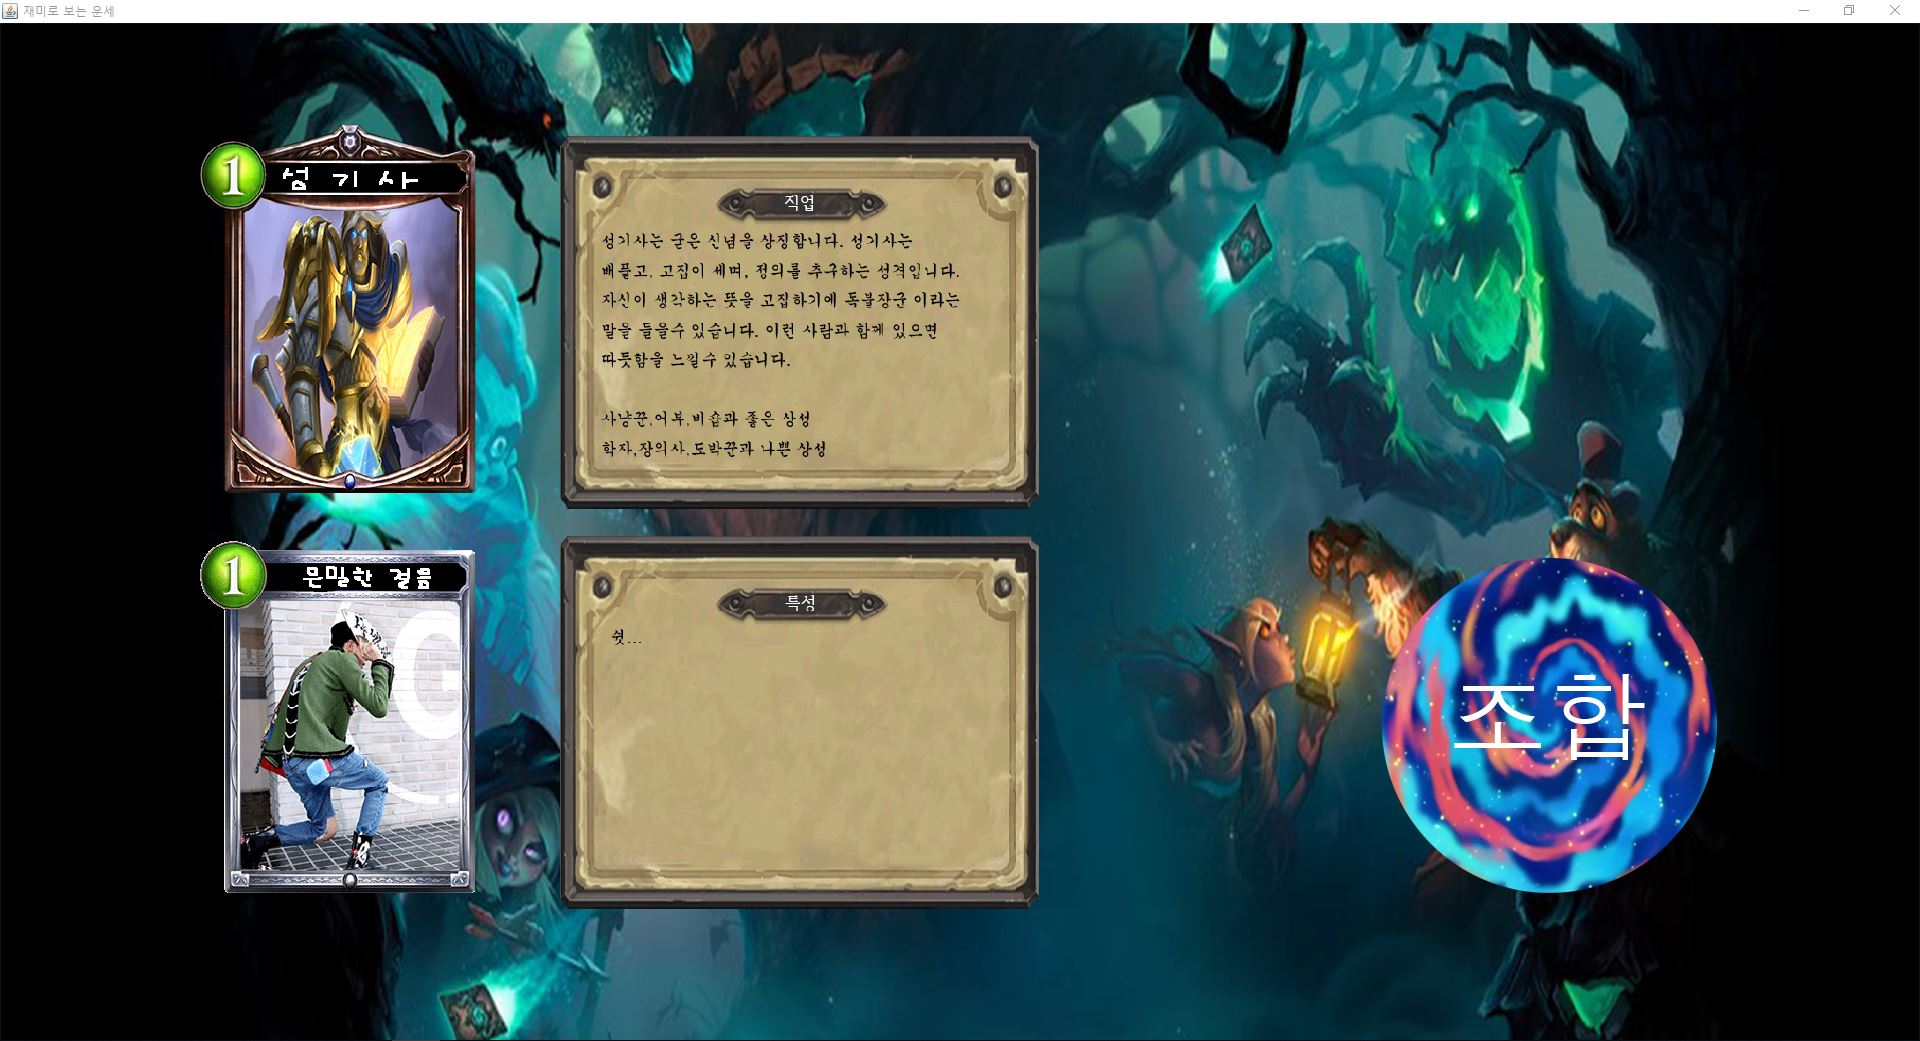 재미로 보는 운세
1
성기사
직업
성기사는 굳은 신념을 상징합니다. 성기사는
배풀고, 고집이 세며, 정의를 추구하는 성격입니다.
자신이 생각하는 뜻을 고집하기에 독불장군 이라는
말을 들을수 있습니다. 이런 사람과 함께 있으면
따듯함을 느낄수 있습니다.
사냥꾼,어부,비숍과 좋은 상성
학자,장의사,도박꾼과 나쁜 상성
1
은밀한 걸음
특성
쉿...
G
조합